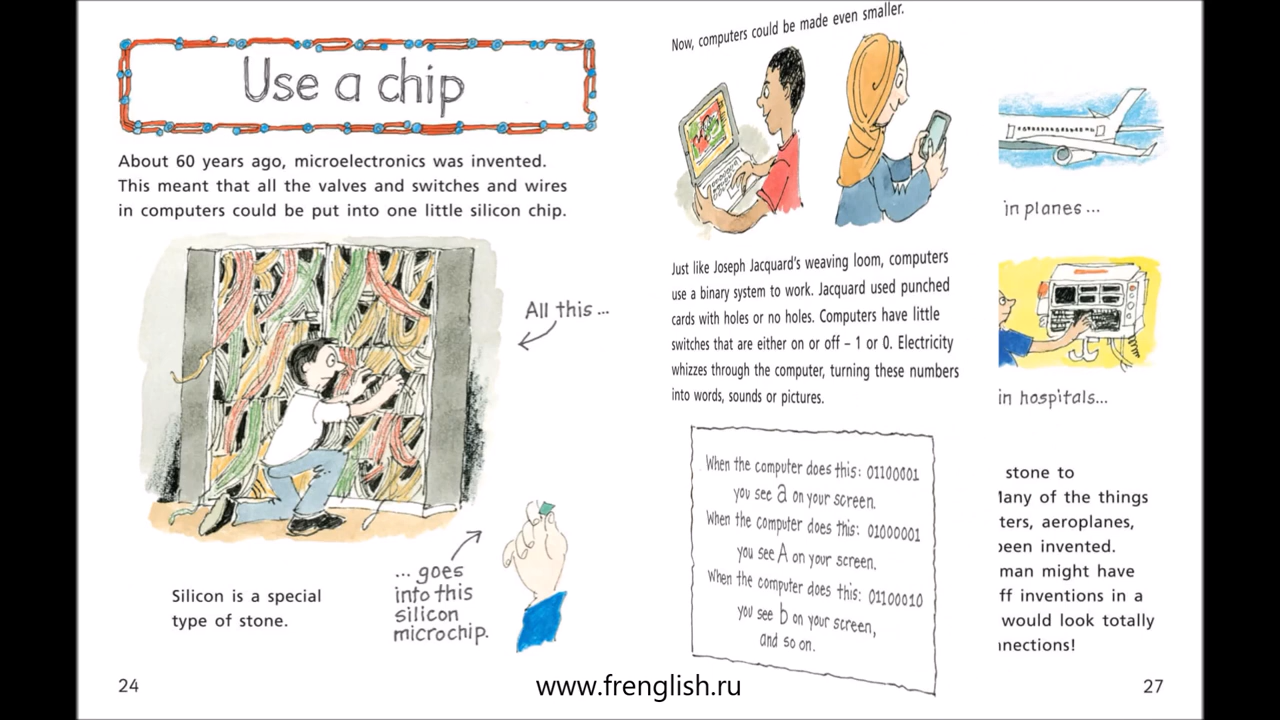 Use a chip
About 60 years ago, microelectronics was invented.
This meant that all the valves and switches and wires
in computers could be put into one little silicon chip.
All this ...
... goes
into this
silicon
microchip.
Silicon is a special
type of stone.
24
Now, computers could be made even smaller.
Just like Joseph Jacquard's weaving loom, computers
use a binary system to work. Jacquard used punched
cards with holes or no holes. Computers have little
switches that are either on or off – 1 or 0. Electricity
whizzes through the computer, turning these numbers
into words, sounds or pictures.
When the computer does this: 01100001
you see a on your screen.
When the computer does this: 01000001
you see A on your screen.
When the computer does this: 01100010
you see b on your screen,
and so on.
in planes ...
in hospitals...
stone to
of the things
ters, aeroplanes,
been invented.
man might have
ff inventions in a
would look totally
nnections!
27
www.frenglish.ru